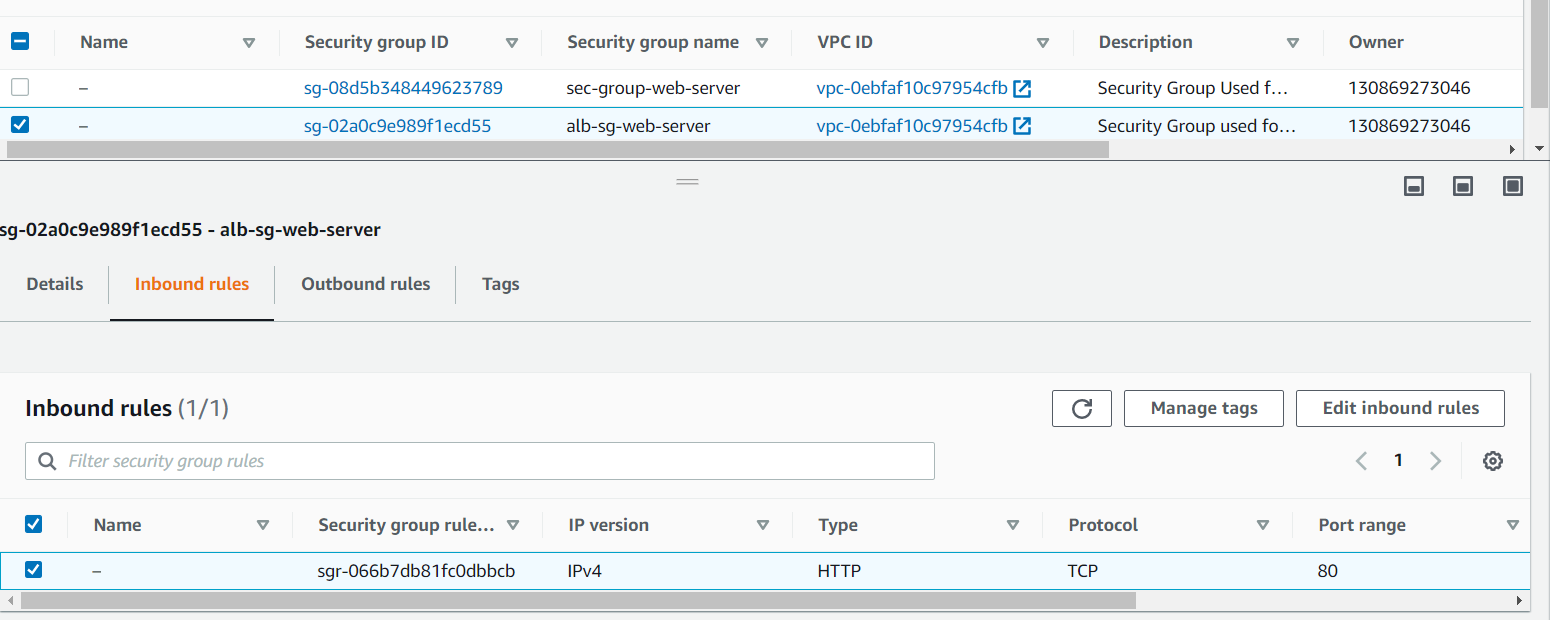 Name Security group ID Security group name VPC ID Description Owner
– sg-08d5b348449623789 sec-group-web-server vpc-0ebfaf10c97954cfb Security Group Used f... 130869273046
– sg-02a0c9e989f1ecd55 alb-sg-web-server vpc-0ebfaf10c97954cfb Security Group used fo... 130869273046
sg-02a0c9e989f1ecd55 - alb-sg-web-server
Details Inbound rules Outbound rules Tags
Inbound rules (1/1) Manage tags Edit inbound rules
Filter security group rules 1
Name Security group rule... IP version Type Protocol Port range
– sgr-066b7db81fc0dbbcb IPv4 HTTP TCP 80